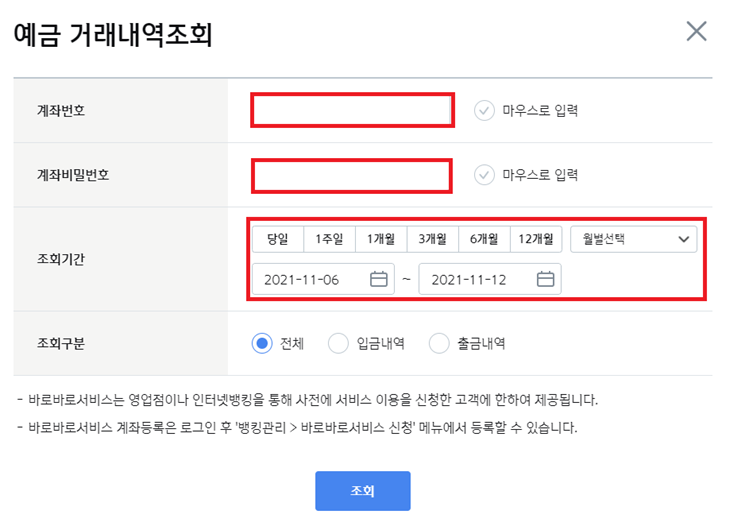 예금 거래내역조회
계좌번호 마우스로 입력
계좌비밀번호 마우스로 입력
조회기간 당일 1주일 1개월 3개월 6개월 12개월 월별선택
2021-11-06 ~ 2021-11-12
조회구분 전체 입금내역 출금내역
- 바로바로서비스는 영업점이나 인터넷뱅킹을 통해 사전에 서비스 이용을 신청한 고객에 한하여 제공됩니다.
- 바로바로서비스 계좌등록은 로그인 후 '뱅킹관리 > 바로바로서비스 신청' 메뉴에서 등록할 수 있습니다.
조회